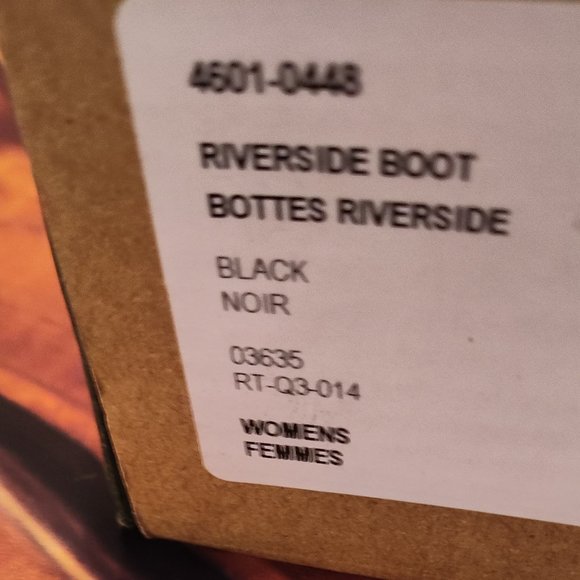 4601-0448
RIVERSIDE BOOT
BOTTES RIVERSIDE
BLACK
NOIR
03635
RT-Q3-014
WOMENS
FEMMES